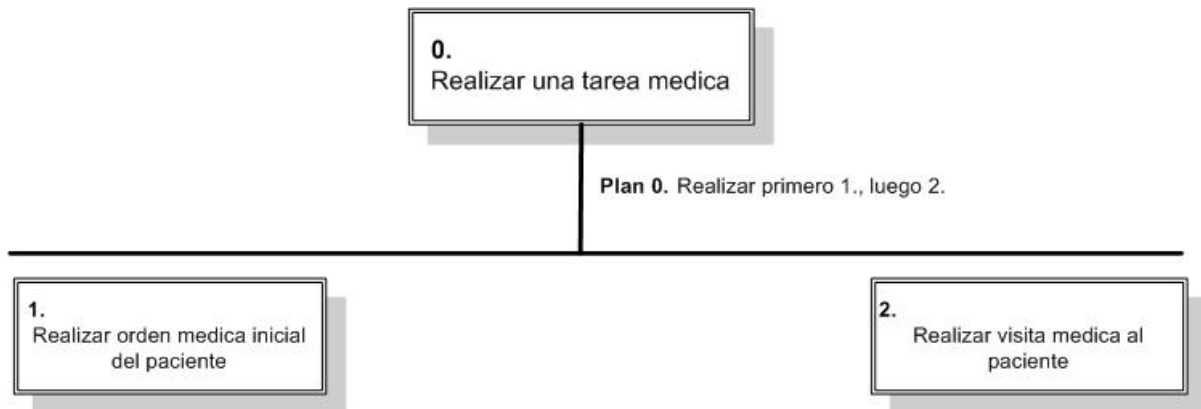 0.
Realizar una tarea medica
Plan 0. Realizar primero 1., luego 2.
1.
Realizar orden medica inicial
del paciente
2.
Realizar visita medica al
paciente